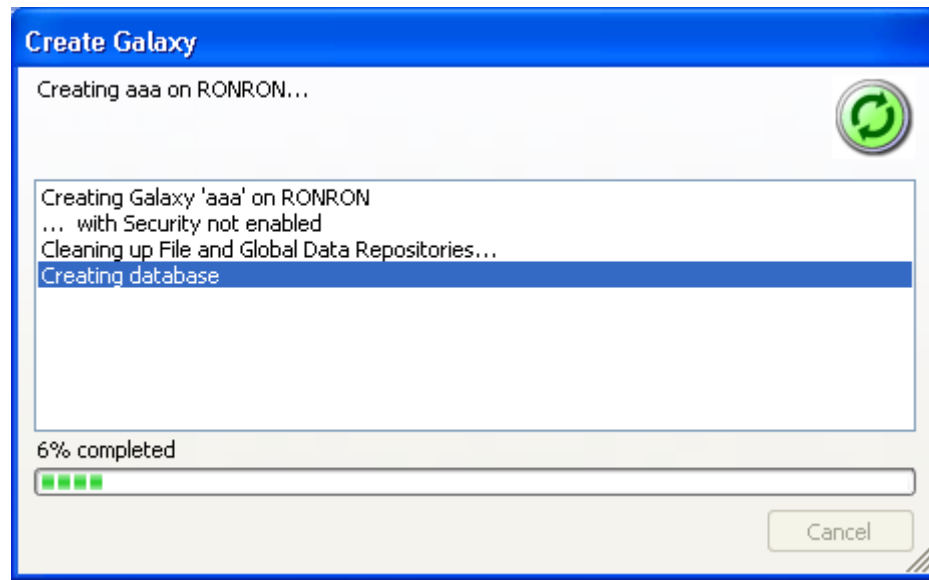 Create Galaxy
Creating aaa on RONRON...
Creating Galaxy 'aaa' on RONRON
... with Security not enabled
Cleaning up File and Global Data Repositories...
Creating database
6% completed
Cancel